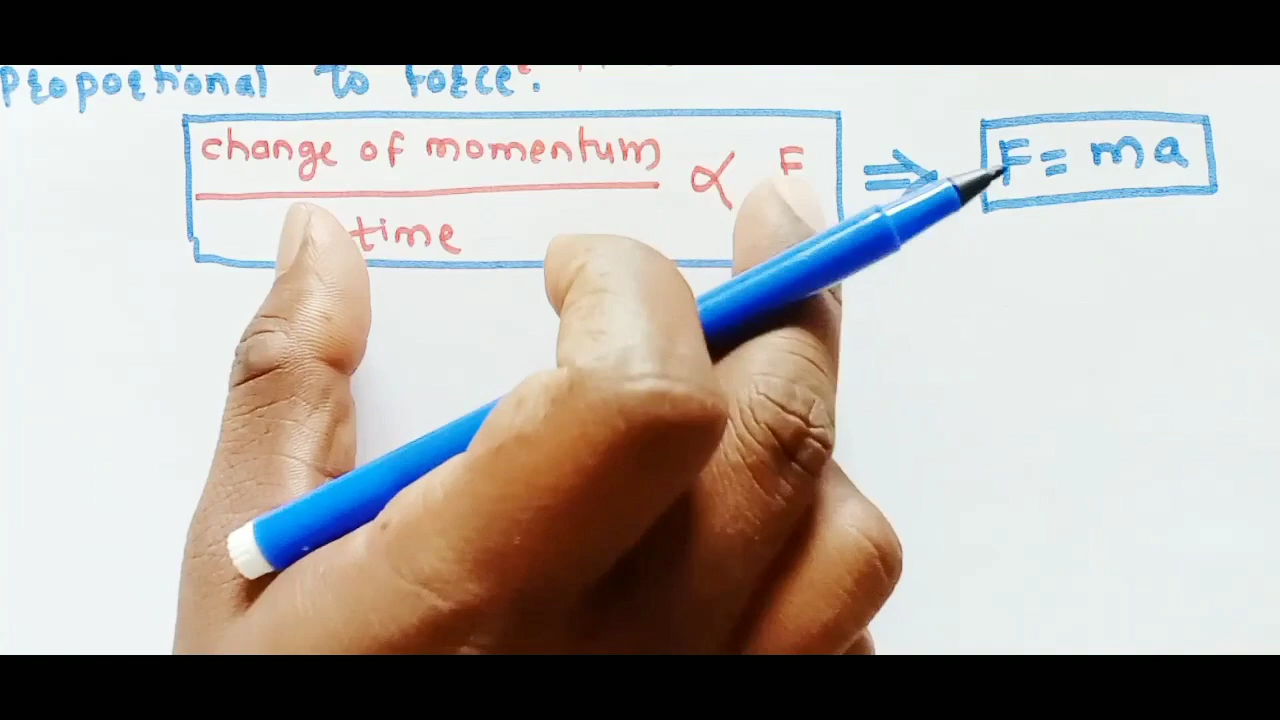 proportional to force.
change of momentum
time
∝ F
⇒ F = ma